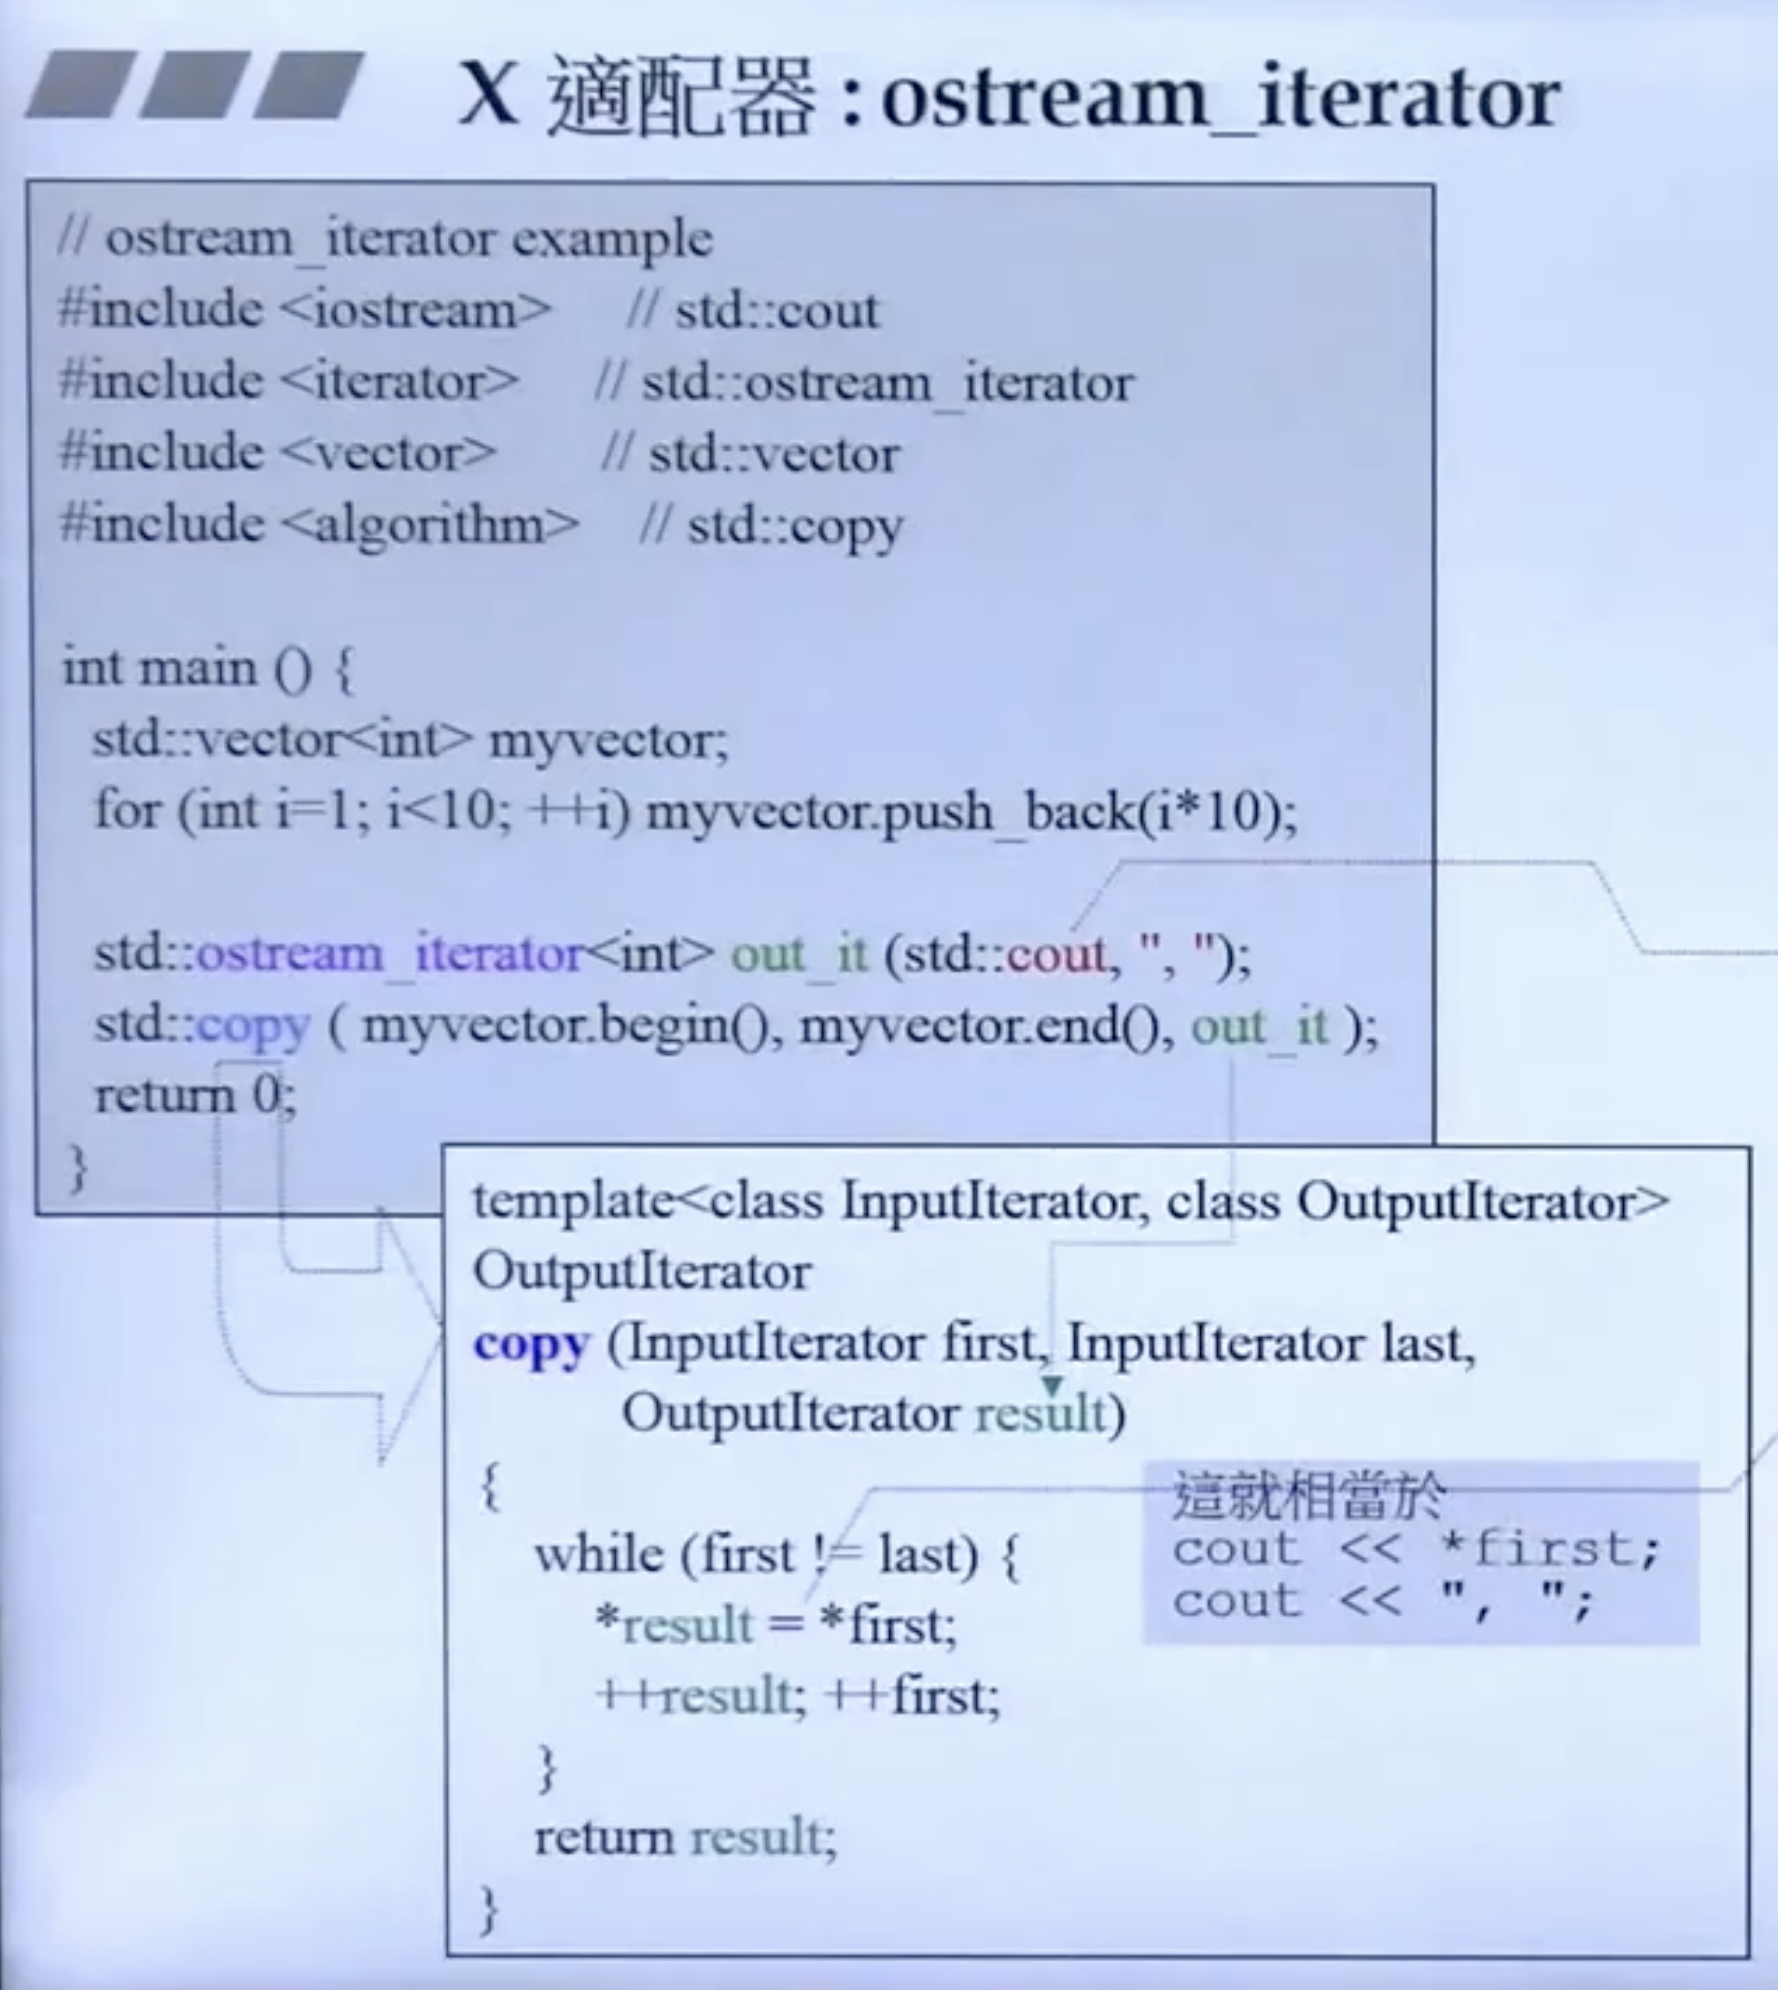 X 適配器 : ostream_iterator
// ostream_iterator example
#include <iostream>     // std::cout
#include <iterator>     // std::ostream_iterator
#include <vector>       // std::vector
#include <algorithm>    // std::copy
int main () {
  std::vector<int> myvector;
  for (int i=1; i<10; ++i) myvector.push_back(i*10);
  std::ostream_iterator<int> out_it (std::cout, ", ");
  std::copy ( myvector.begin(), myvector.end(), out_it );
  return 0;
}
template<class InputIterator, class OutputIterator>
OutputIterator
copy (InputIterator first, InputIterator last,
      OutputIterator result)
{
  while (first != last) {
    *result = *first;
    ++result; ++first;
  }
  return result;
}
這就相當於
cout << *first;
cout << ", ";